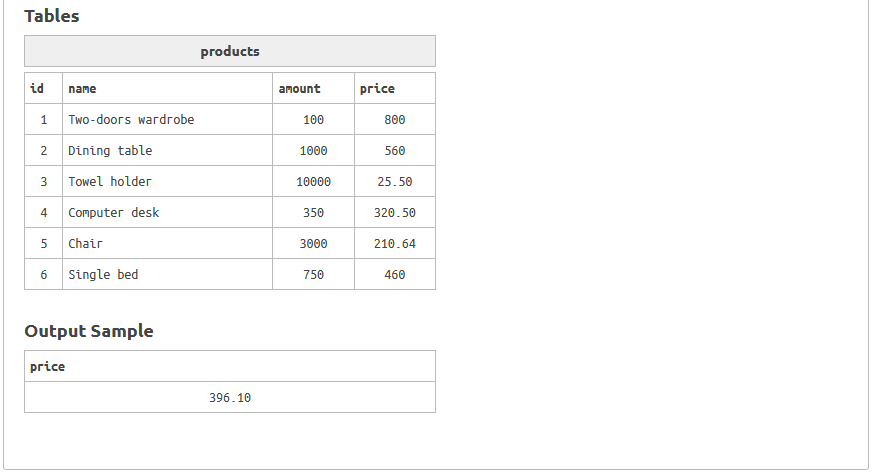 Tables
products
id name amount price
1 Two-doors wardrobe 100 800
2 Dining table 1000 560
3 Towel holder 10000 25.50
4 Computer desk 350 320.50
5 Chair 3000 210.64
6 Single bed 750 460
Output Sample
price
396.10